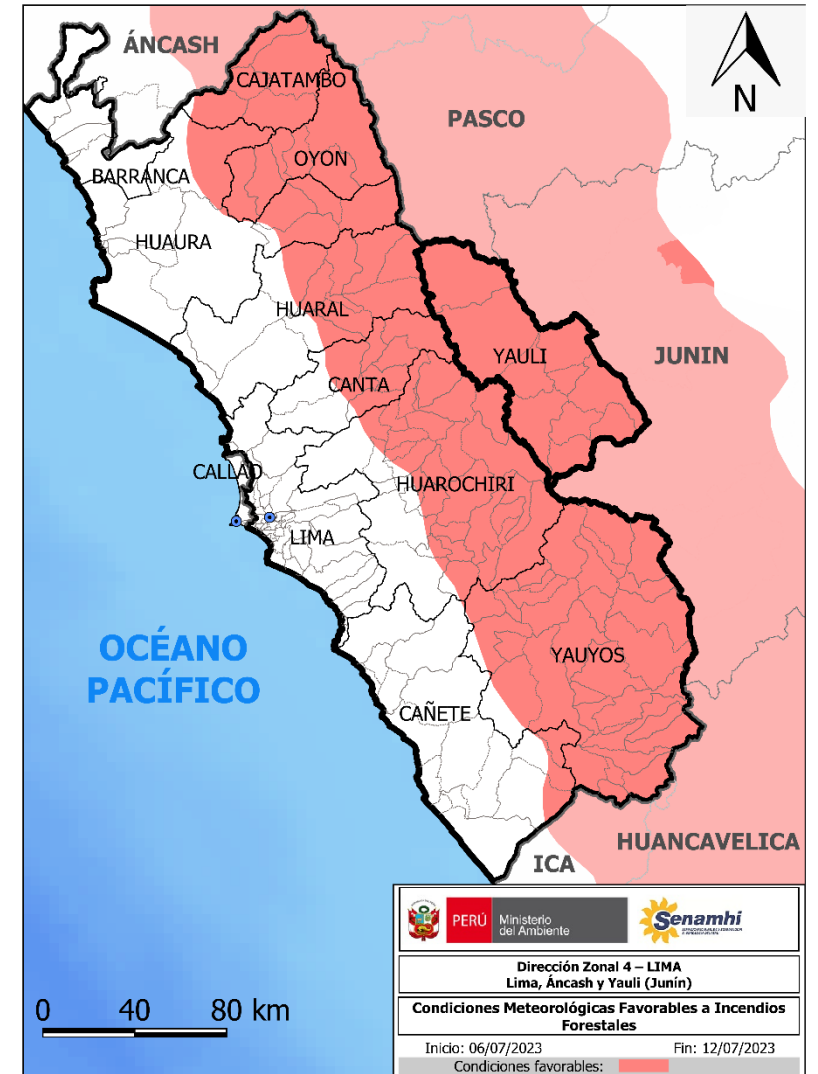 ÁNCASH
N
CAJATAMBO
PASCO
OYON
BARRANCA
HUAURA
HUARAL
YAULI
JUNIN
CANTA
CALLAO
HUAROCHIRI
LIMA
OCÉANO
PACÍFICO
YAUYOS
CAÑETE
HUANCAVELICA
ICA
PERÚ
Ministerio
del Ambiente
Senamhi
Dirección Zonal 4 – LIMA
Lima, Áncash y Yauli (Junín)
Condiciones Meteorológicas Favorables a Incendios
Forestales
0 40 80 km
Inicio: 06/07/2023 Fin: 12/07/2023
Condiciones favorables: